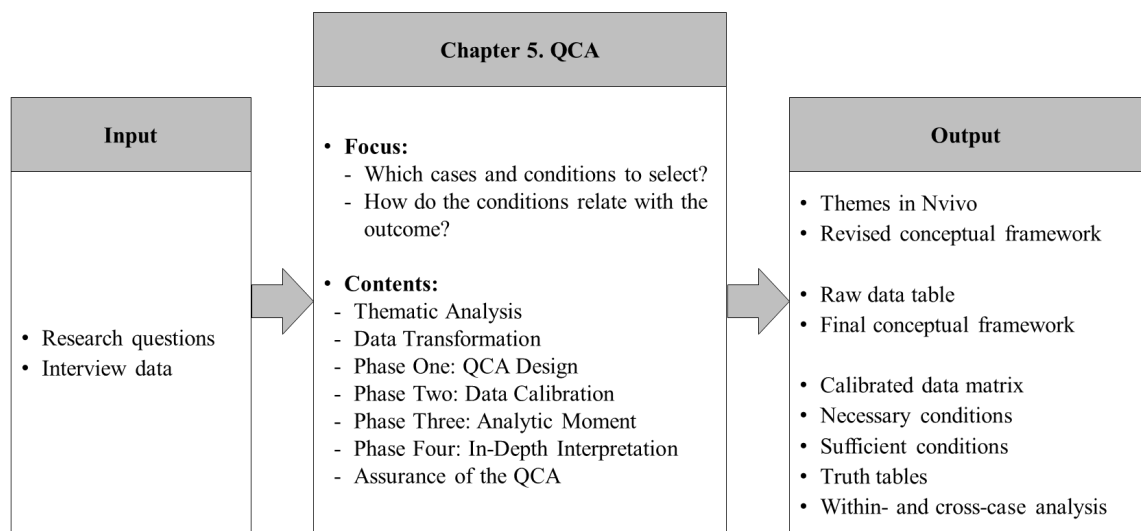 Input
• Research questions
• Interview data
Chapter 5. QCA
• Focus:
- Which cases and conditions to select?
- How do the conditions relate with the
outcome?
• Contents:
- Thematic Analysis
- Data Transformation
- Phase One: QCA Design
- Phase Two: Data Calibration
- Phase Three: Analytic Moment
- Phase Four: In-Depth Interpretation
- Assurance of the QCA
Output
• Themes in Nvivo
• Revised conceptual framework
• Raw data table
• Final conceptual framework
• Calibrated data matrix
• Necessary conditions
• Sufficient conditions
• Truth tables
• Within- and cross-case analysis